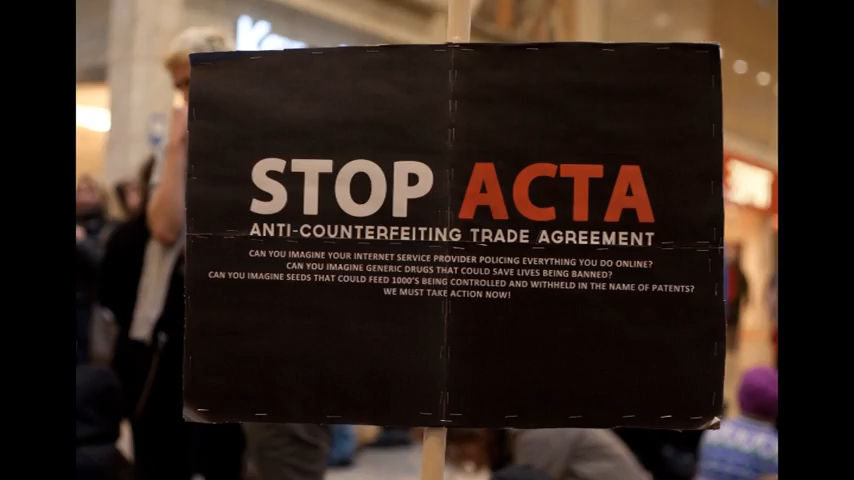 STOP ACTA
ANTI-COUNTERFEITING TRADE AGREEMENT
CAN YOU IMAGINE YOUR INTERNET SERVICE PROVIDER POLICING EVERYTHING YOU DO ONLINE?
CAN YOU IMAGINE GENERIC DRUGS THAT COULD SAVE LIVES BEING BANNED?
CAN YOU IMAGINE SEEDS THAT COULD FEED 1000'S BEING CONTROLLED AND WITHHELD IN THE NAME OF PATENTS?
WE MUST TAKE ACTION NOW!